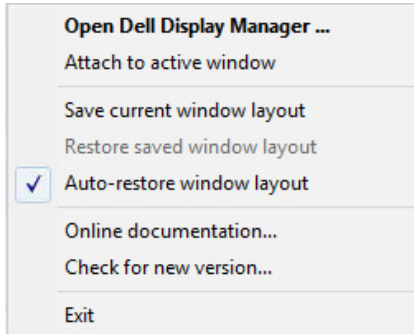 Open Dell Display Manager ...
Attach to active window
Save current window layout
Restore saved window layout
Auto-restore window layout
Online documentation...
Check for new version...
Exit